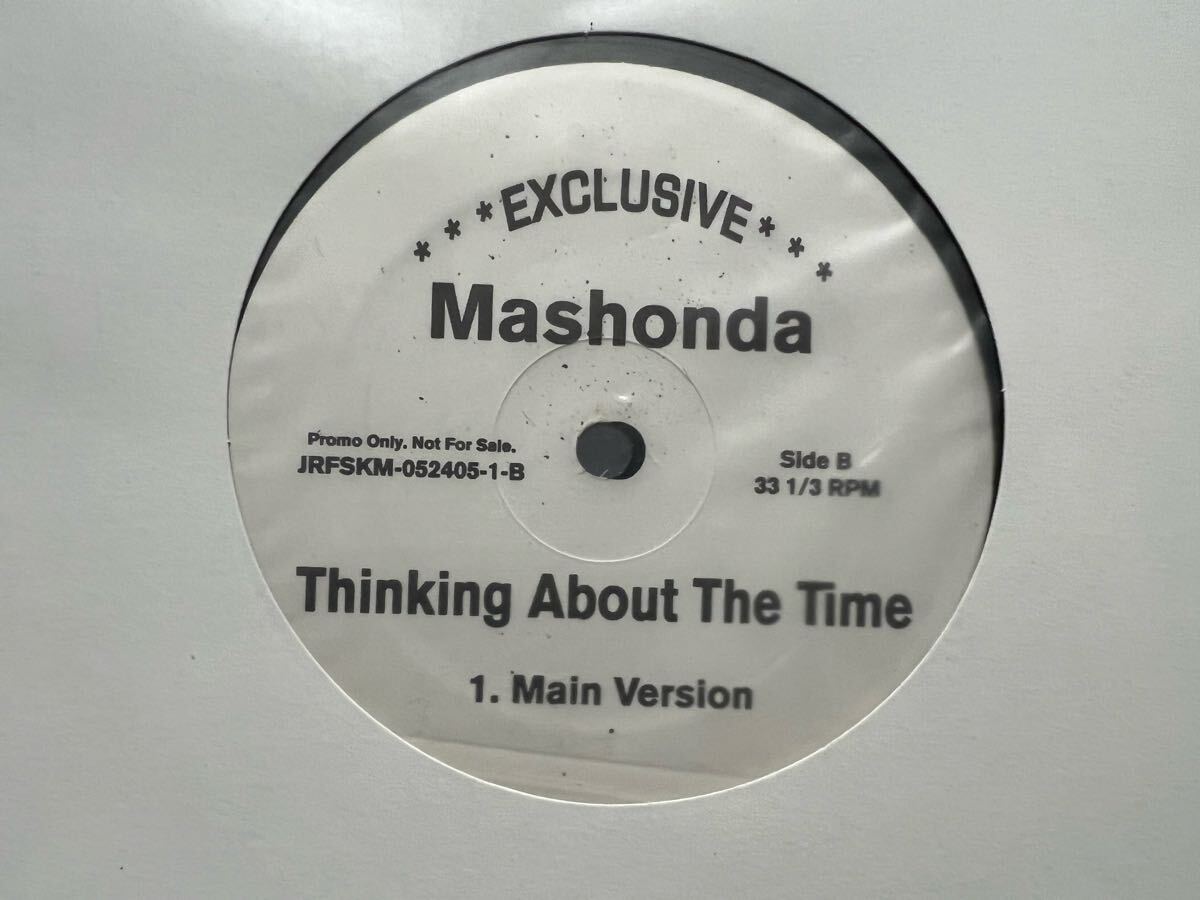 ***EXCLUSIVE***
Mashonda
Promo Only. Not For Sale.
JRFSKM-052405-1-B
Side B
33 1/3 RPM
Thinking About The Time
1. Main Version